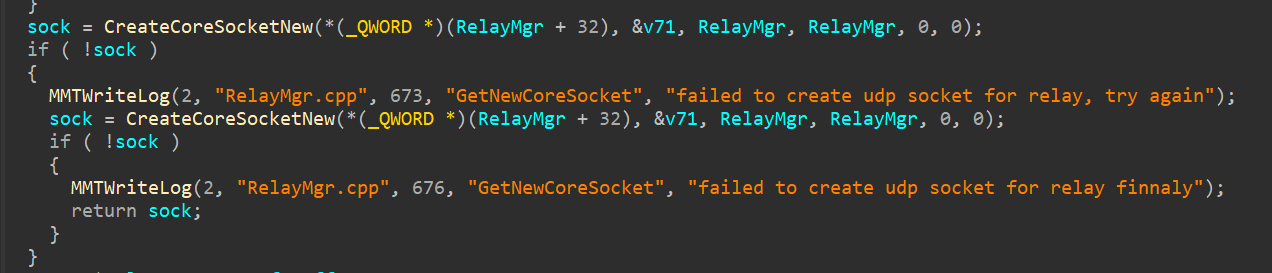 }
sock = CreateCoreSocketNew(*(_QWORD *)(RelayMgr + 32), &v71, RelayMgr, RelayMgr, 0, 0);
if ( !sock )
{
MMTWriteLog(2, "RelayMgr.cpp", 673, "GetNewCoreSocket", "failed to create udp socket for relay, try again");
sock = CreateCoreSocketNew(*(_QWORD *)(RelayMgr + 32), &v71, RelayMgr, RelayMgr, 0, 0);
if ( !sock )
{
MMTWriteLog(2, "RelayMgr.cpp", 676, "GetNewCoreSocket", "failed to create udp socket for relay finnaly");
return sock;
}
}